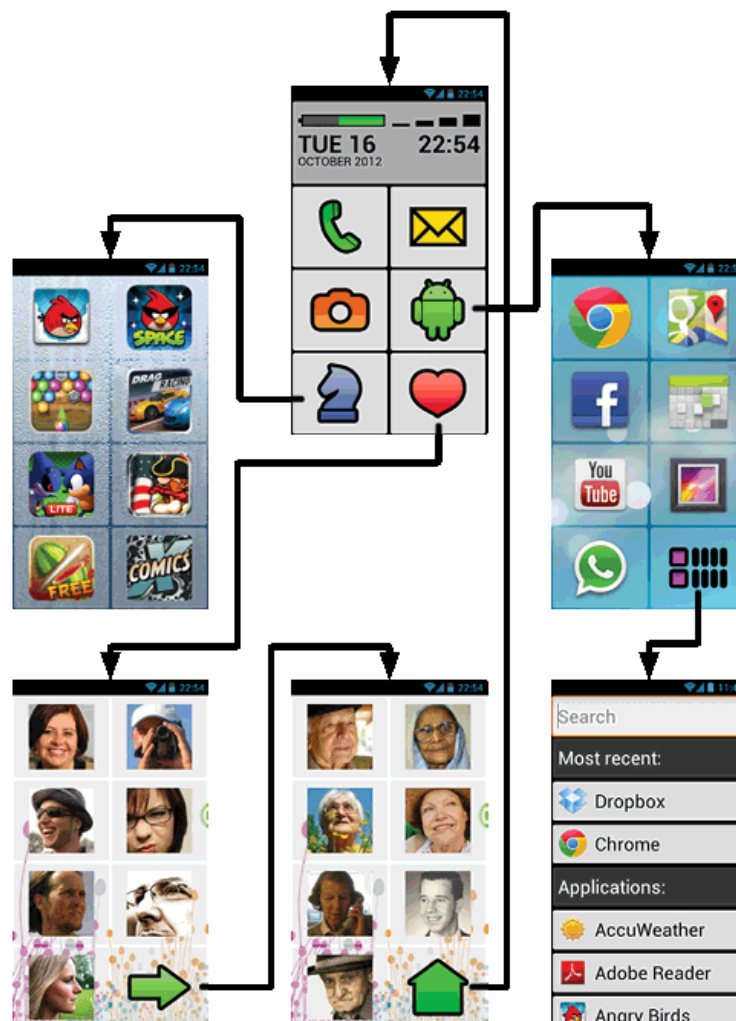 22:54
TUE 16
22:54
OCTOBER 2012
22:54
SPACE
DRAG
RACING
LITE
FREE
COMICS
You
Tube
22:54
22:54
Search
Most recent:
Dropbox
Chrome
Applications:
AccuWeather
Adobe Reader
Angry Birds